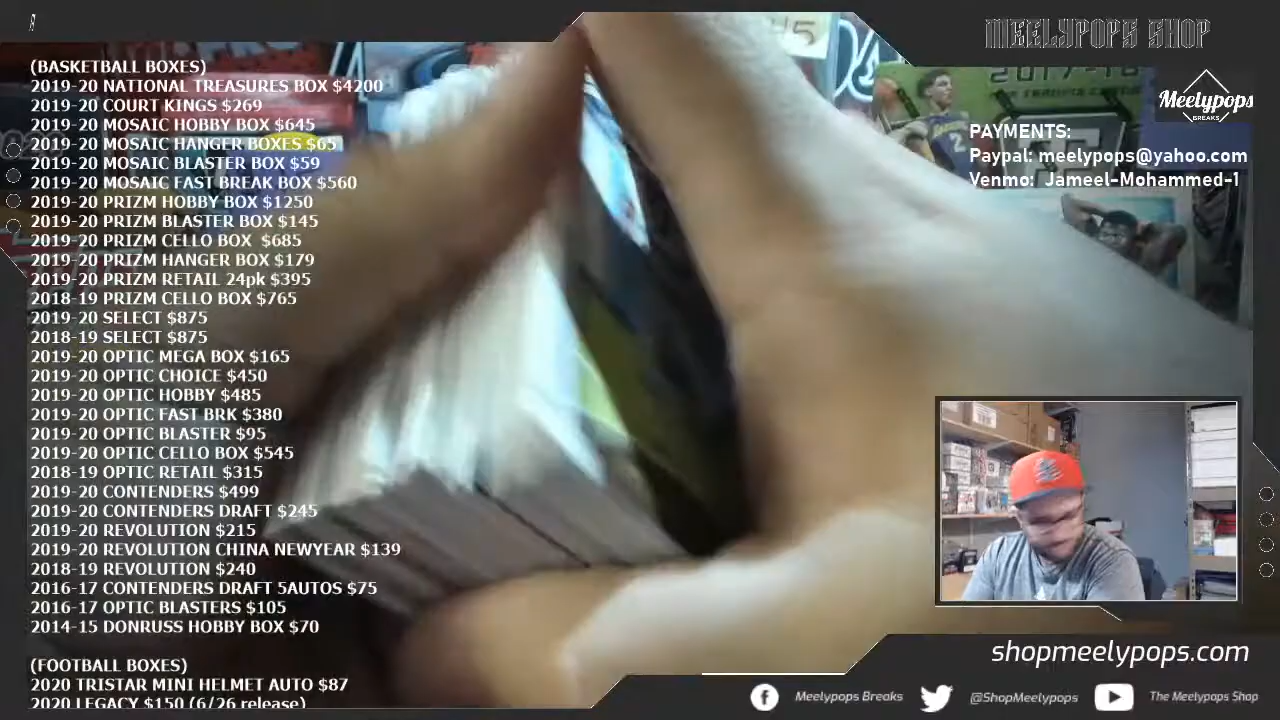 MEELYPOPS SHOP
(BASKETBALL BOXES)
2019-20 NATIONAL TREASURES BOX $4200
2019-20 COURT KINGS $269
2019-20 MOSAIC HOBBY BOX $645
2019-20 MOSAIC HANGER BOXES $65
2019-20 MOSAIC BLASTER BOX $59
2019-20 MOSAIC FAST BREAK BOX $560
2019-20 PRIZM HOBBY BOX $1250
2019-20 PRIZM BLASTER BOX $145
2019-20 PRIZM CELLO BOX $685
2019-20 PRIZM HANGER BOX $179
2019-20 PRIZM RETAIL 24pk $395
2018-19 PRIZM CELLO BOX $765
2019-20 SELECT $875
2018-19 SELECT $875
2019-20 OPTIC MEGA BOX $165
2019-20 OPTIC CHOICE $450
2019-20 OPTIC HOBBY $485
2019-20 OPTIC FAST BRK $380
2019-20 OPTIC BLASTER $95
2019-20 OPTIC CELLO BOX $545
2018-19 OPTIC RETAIL $315
2019-20 CONTENDERS $499
2019-20 CONTENDERS DRAFT $245
2019-20 REVOLUTION $215
2019-20 REVOLUTION CHINA NEWYEAR $139
2018-19 REVOLUTION $240
2016-17 CONTENDERS DRAFT 5AUTOS $75
2016-17 OPTIC BLASTERS $105
2014-15 DONRUSS HOBBY BOX $70
(FOOTBALL BOXES)
2020 TRISTAR MINI HELMET AUTO $87
2020 LEGACY $150 (6/26 release)
2017-18
Meelypops
BREAKS
PAYMENTS:
Paypal: meelypops@yahoo.com
Venmo: Jameel-Mohammed-1
shopmeelypops.com
Meelypops Breaks
@ShopMeelypops
The Meelypops Shop